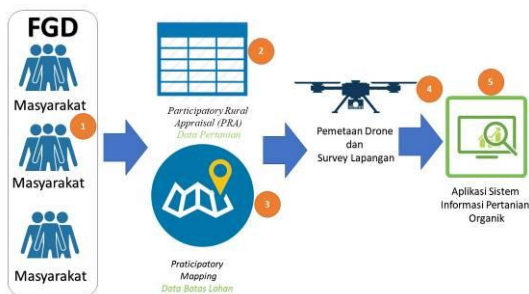 FGD
Masyarakat
1
Masyarakat
Masyarakat
2
Participatory Rural
Appraisal (PRA)
Data Pertanian
3
Praticipatory
Mapping
Data Batas Lahan
4
Pemetaan Drone
dan
Survey Lapangan
5
Aplikasi Sistem
Informasi Pertanian
Organik